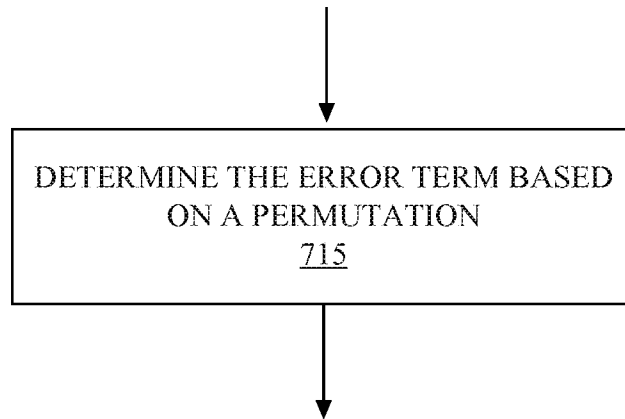 DETERMINE THE ERROR TERM BASED
ON A PERMUTATION
715